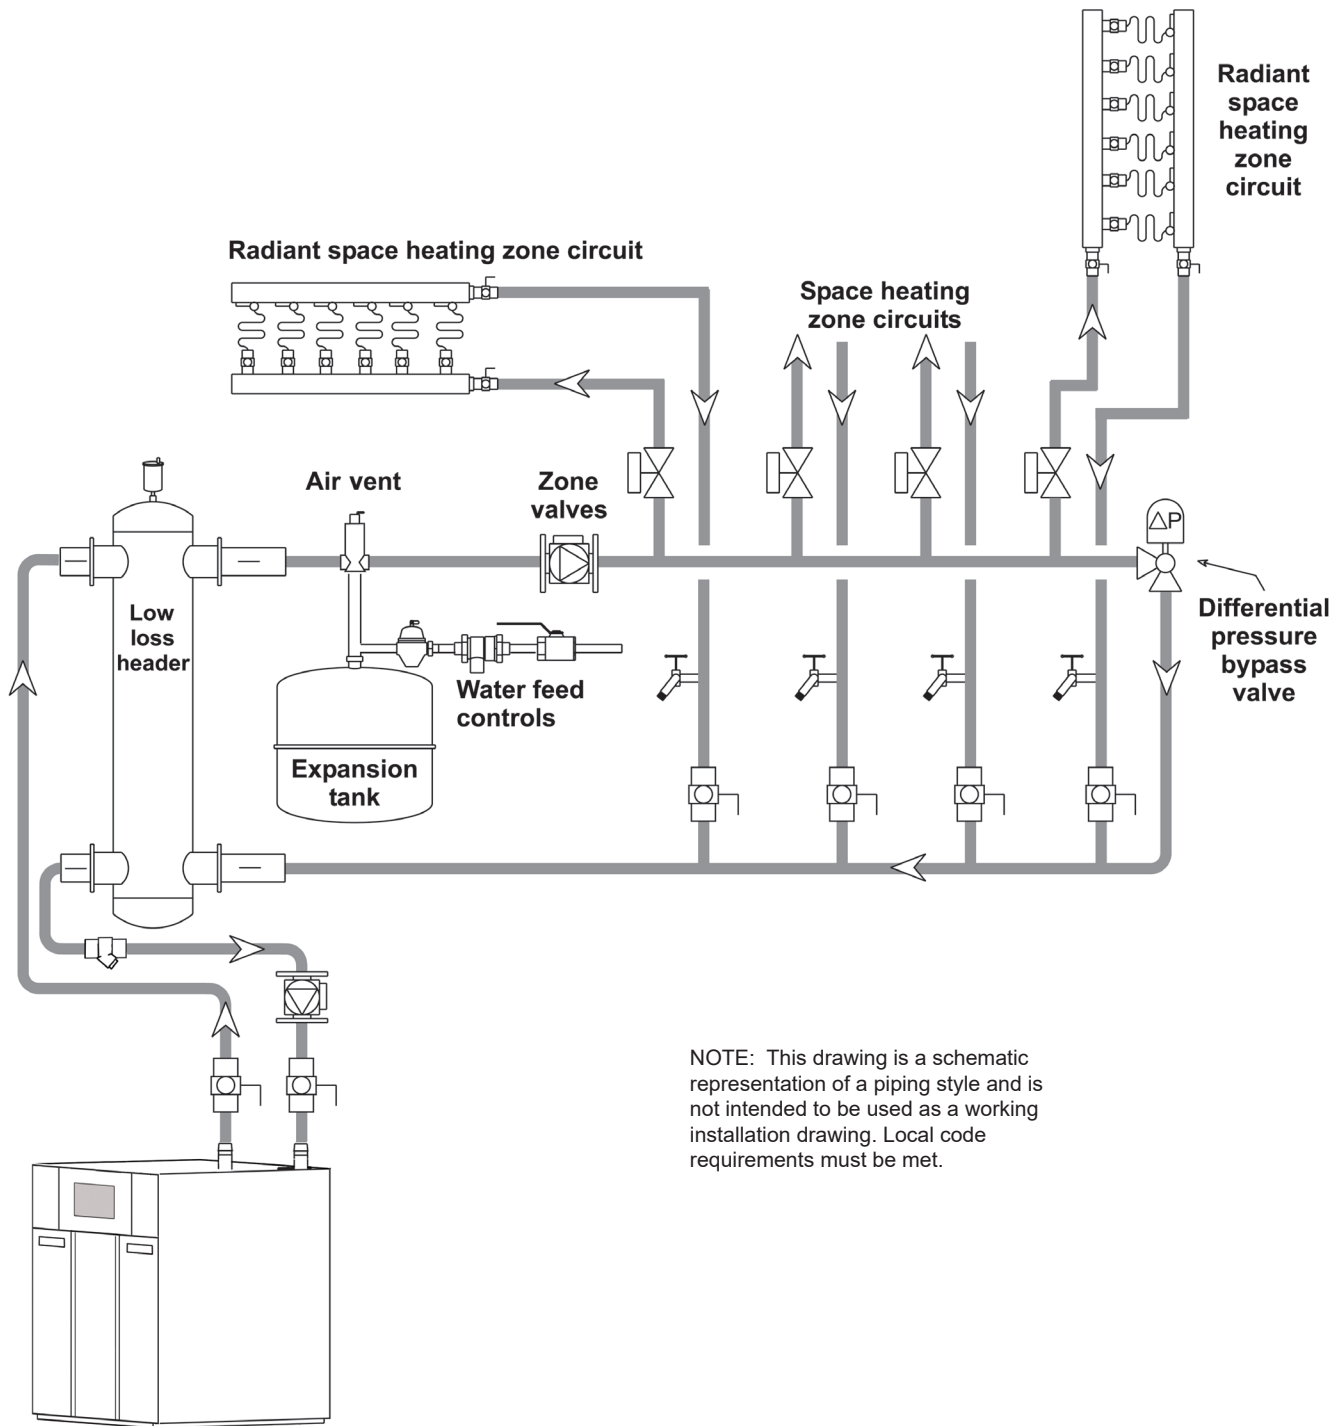 Radiant
space
heating
zone
circuit
Radiant space heating zone circuit
Space heating
zone circuits
Air vent
Zone
valves
ΔP
Low
loss
header
Differential
pressure
bypass
valve
Water feed
controls
Expansion
tank
NOTE:  This drawing is a schematic
representation of a piping style and is
not intended to be used as a working
installation drawing. Local code
requirements must be met.